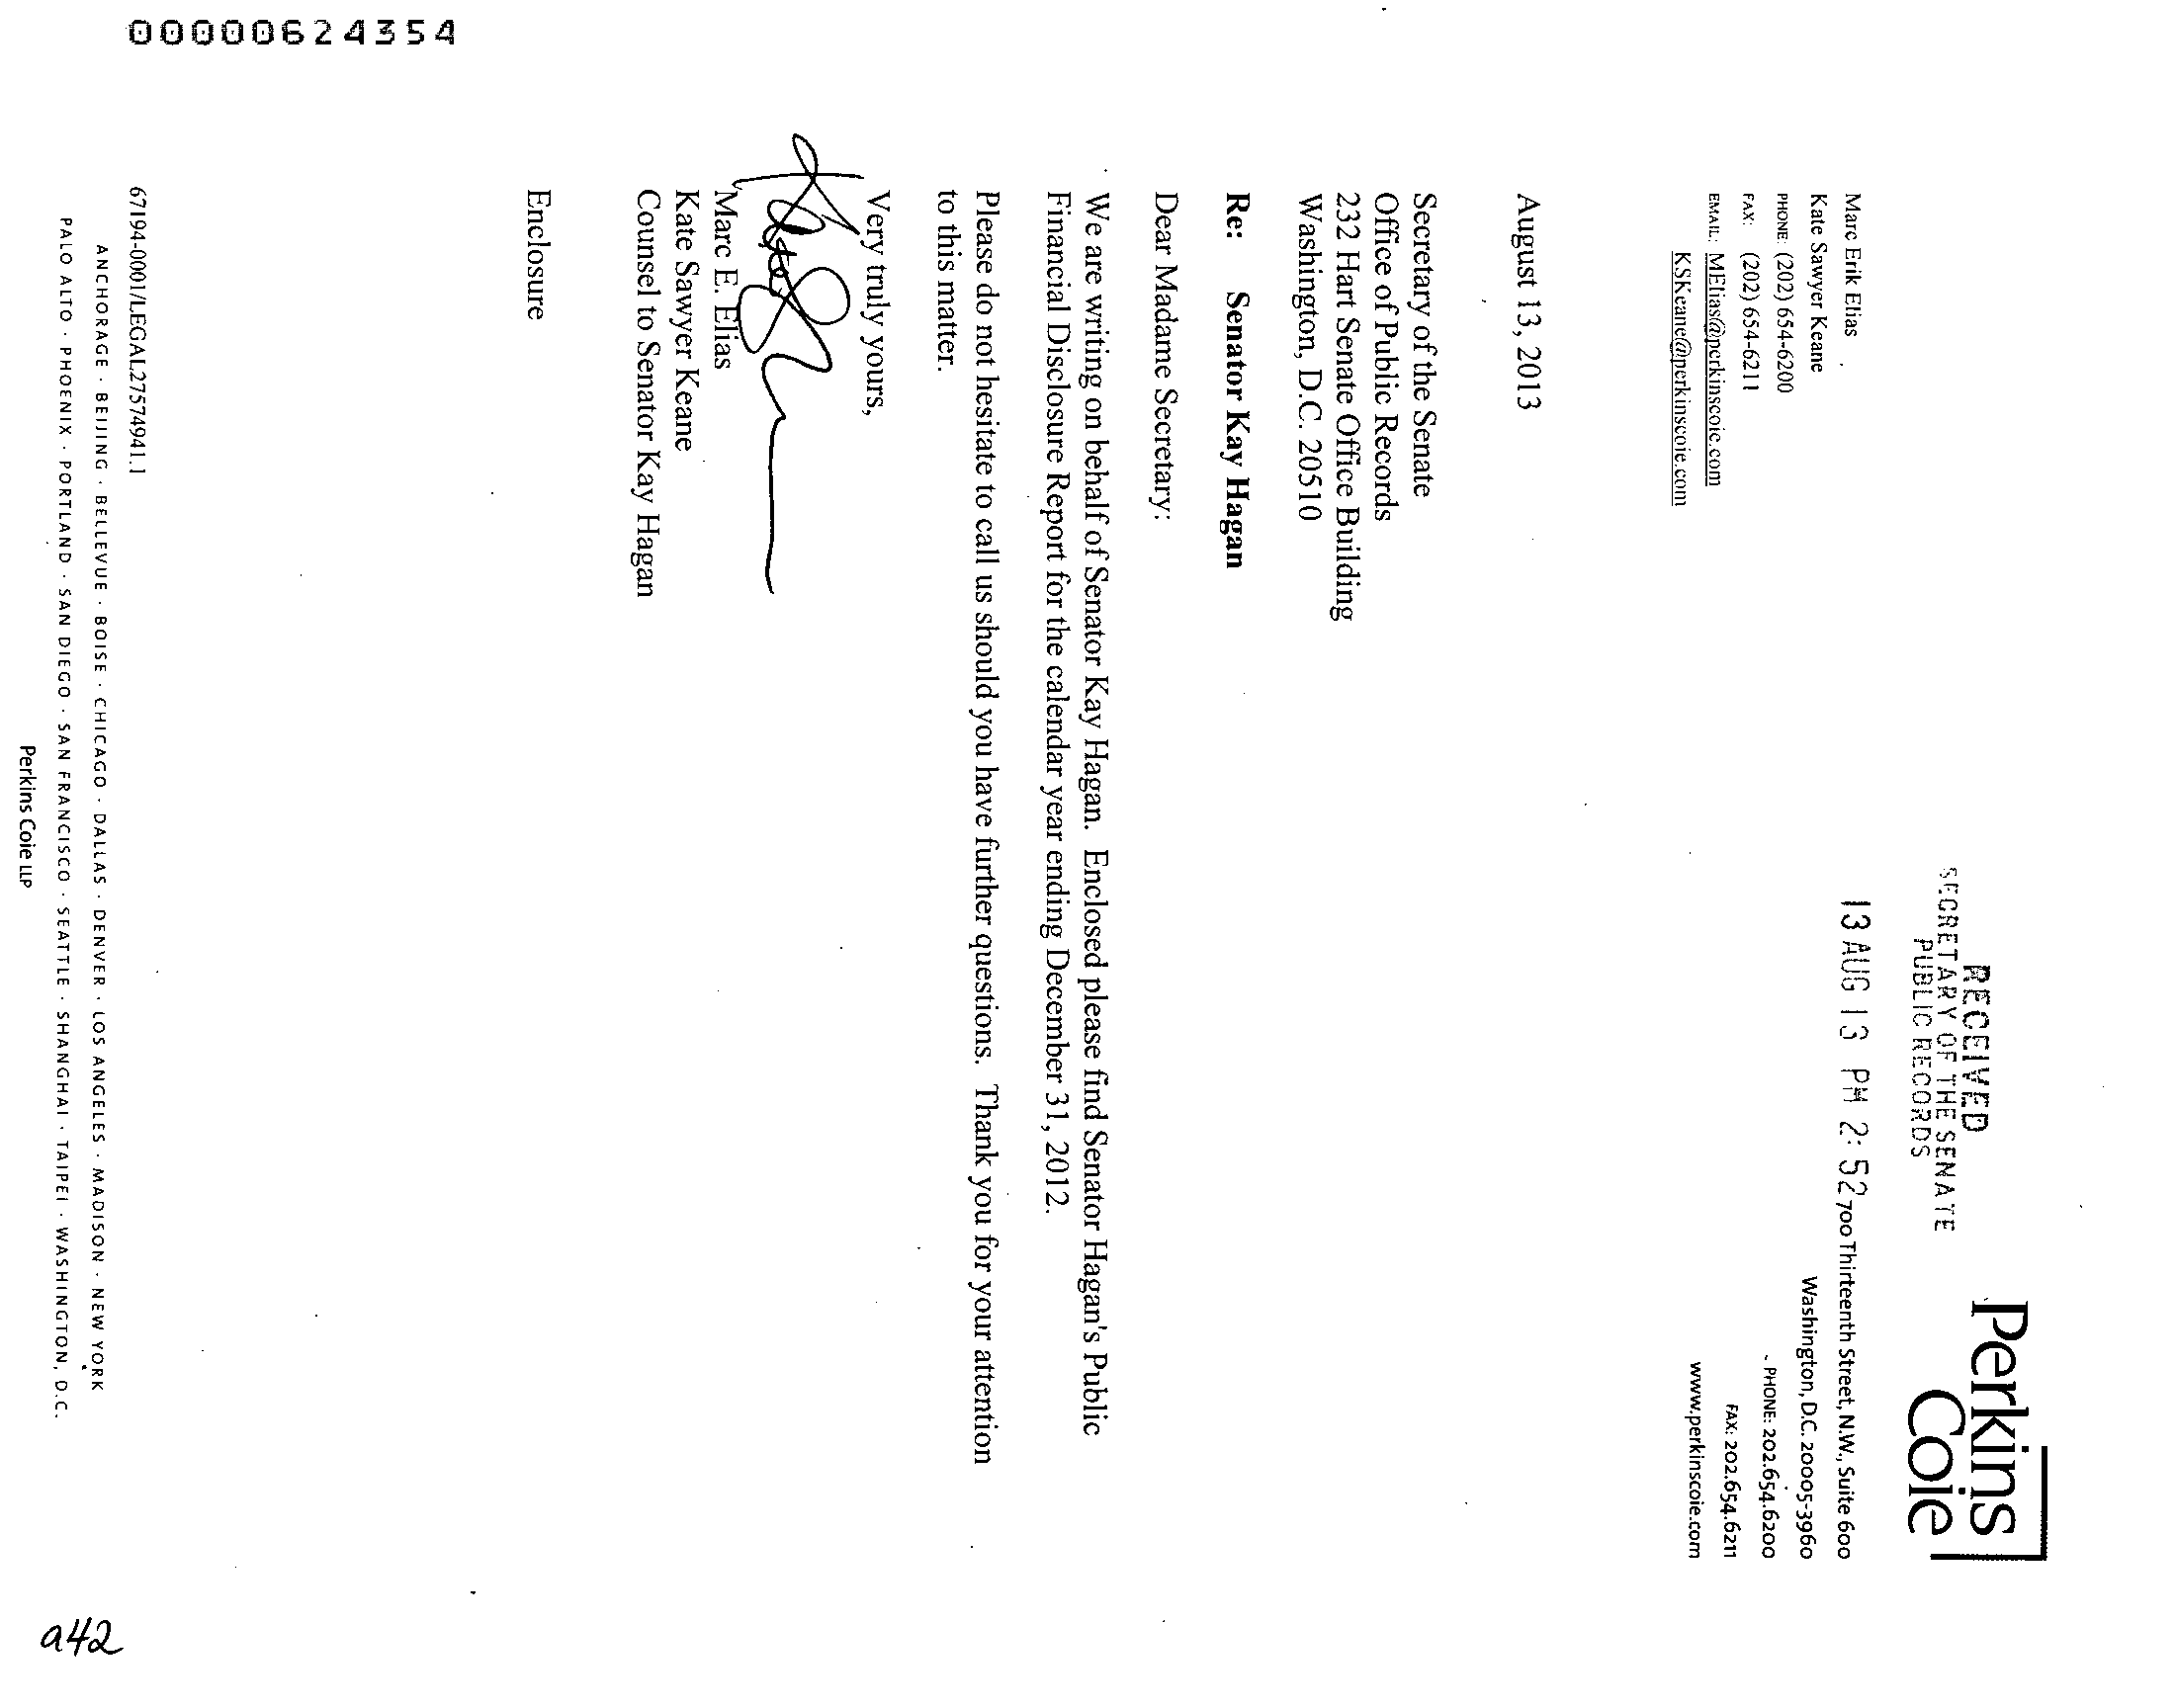 00000624354
RECEIVED
SECRETARY OF THE SENATE
PUBLIC RECORDS
13 AUG 13 PM 2:52
Perkins
Coie
700 Thirteenth Street, N.W., Suite 600
Washington, D.C. 20005-3960
PHONE: 202.654.6200
FAX: 202.654.6211
www.perkinscoie.com
Marc Erik Elias
Kate Sawyer Keane
PHONE: (202) 654-6200
FAX: (202) 654-6211
EMAIL: MElias@perkinscoie.com
KSKeane@perkinscoie.com
August 13, 2013
Secretary of the Senate
Office of Public Records
232 Hart Senate Office Building
Washington, D.C. 20510
Re: Senator Kay Hagan
Dear Madame Secretary:
We are writing on behalf of Senator Kay Hagan. Enclosed please find Senator Hagan's Public
Financial Disclosure Report for the calendar year ending December 31, 2012.
Please do not hesitate to call us should you have further questions. Thank you for your attention
to this matter.
Very truly yours,
Marc E. Elias
Kate Sawyer Keane
Counsel to Senator Kay Hagan
Enclosure
67194-0001/LEGAL27574941.1
ANCHORAGE · BEIJING · BELLEVUE · BOISE · CHICAGO · DALLAS · DENVER · LOS ANGELES · MADISON · NEW YORK
PALO ALTO · PHOENIX · PORTLAND · SAN DIEGO · SAN FRANCISCO · SEATTLE · SHANGHAI · TAIPEI · WASHINGTON, D.C.
Perkins Coie LLP
a42